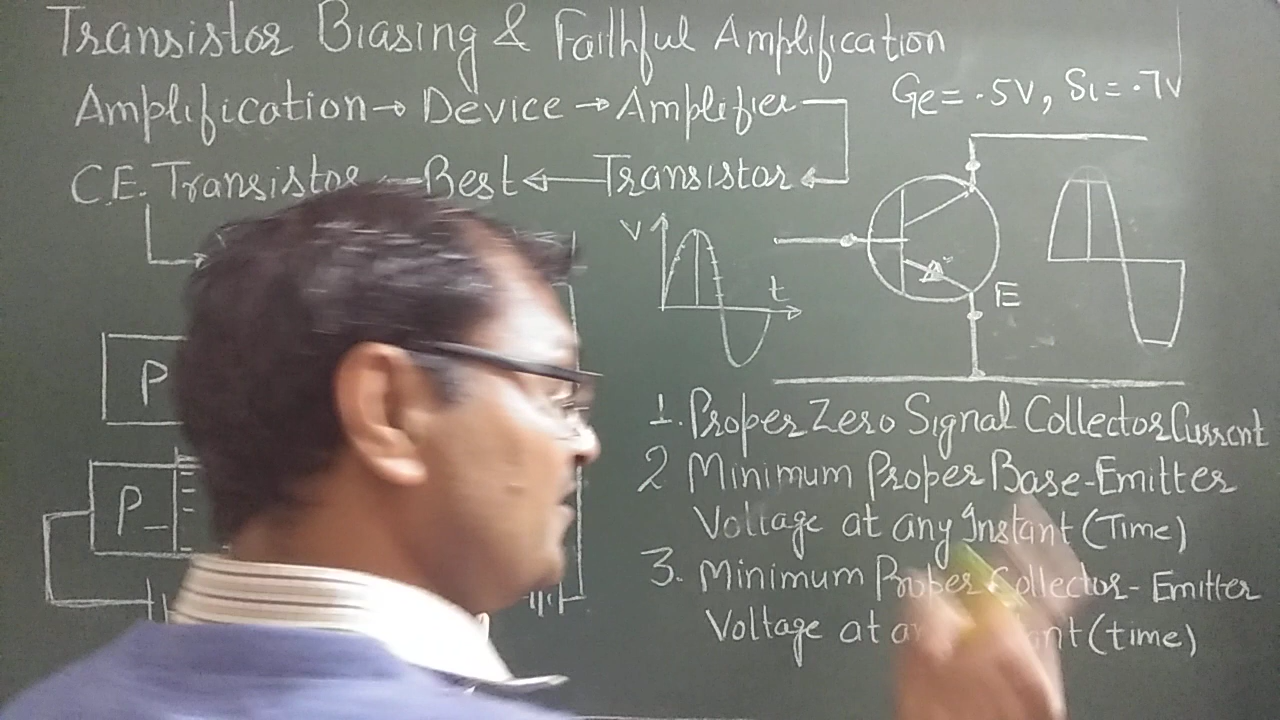 Transistor Biasing & Faithful Amplification
Amplification → Device → Amplifier
Ge = .5V, Si = .7V
C.E. Transistor ← Best ← Transistor
V
t
E
P
P
1. Proper Zero Signal Collector Current
2 Minimum Proper Base-Emitter
Voltage at any Instant (Time)
3. Minimum Proper Collector-Emitter
Voltage at (time)